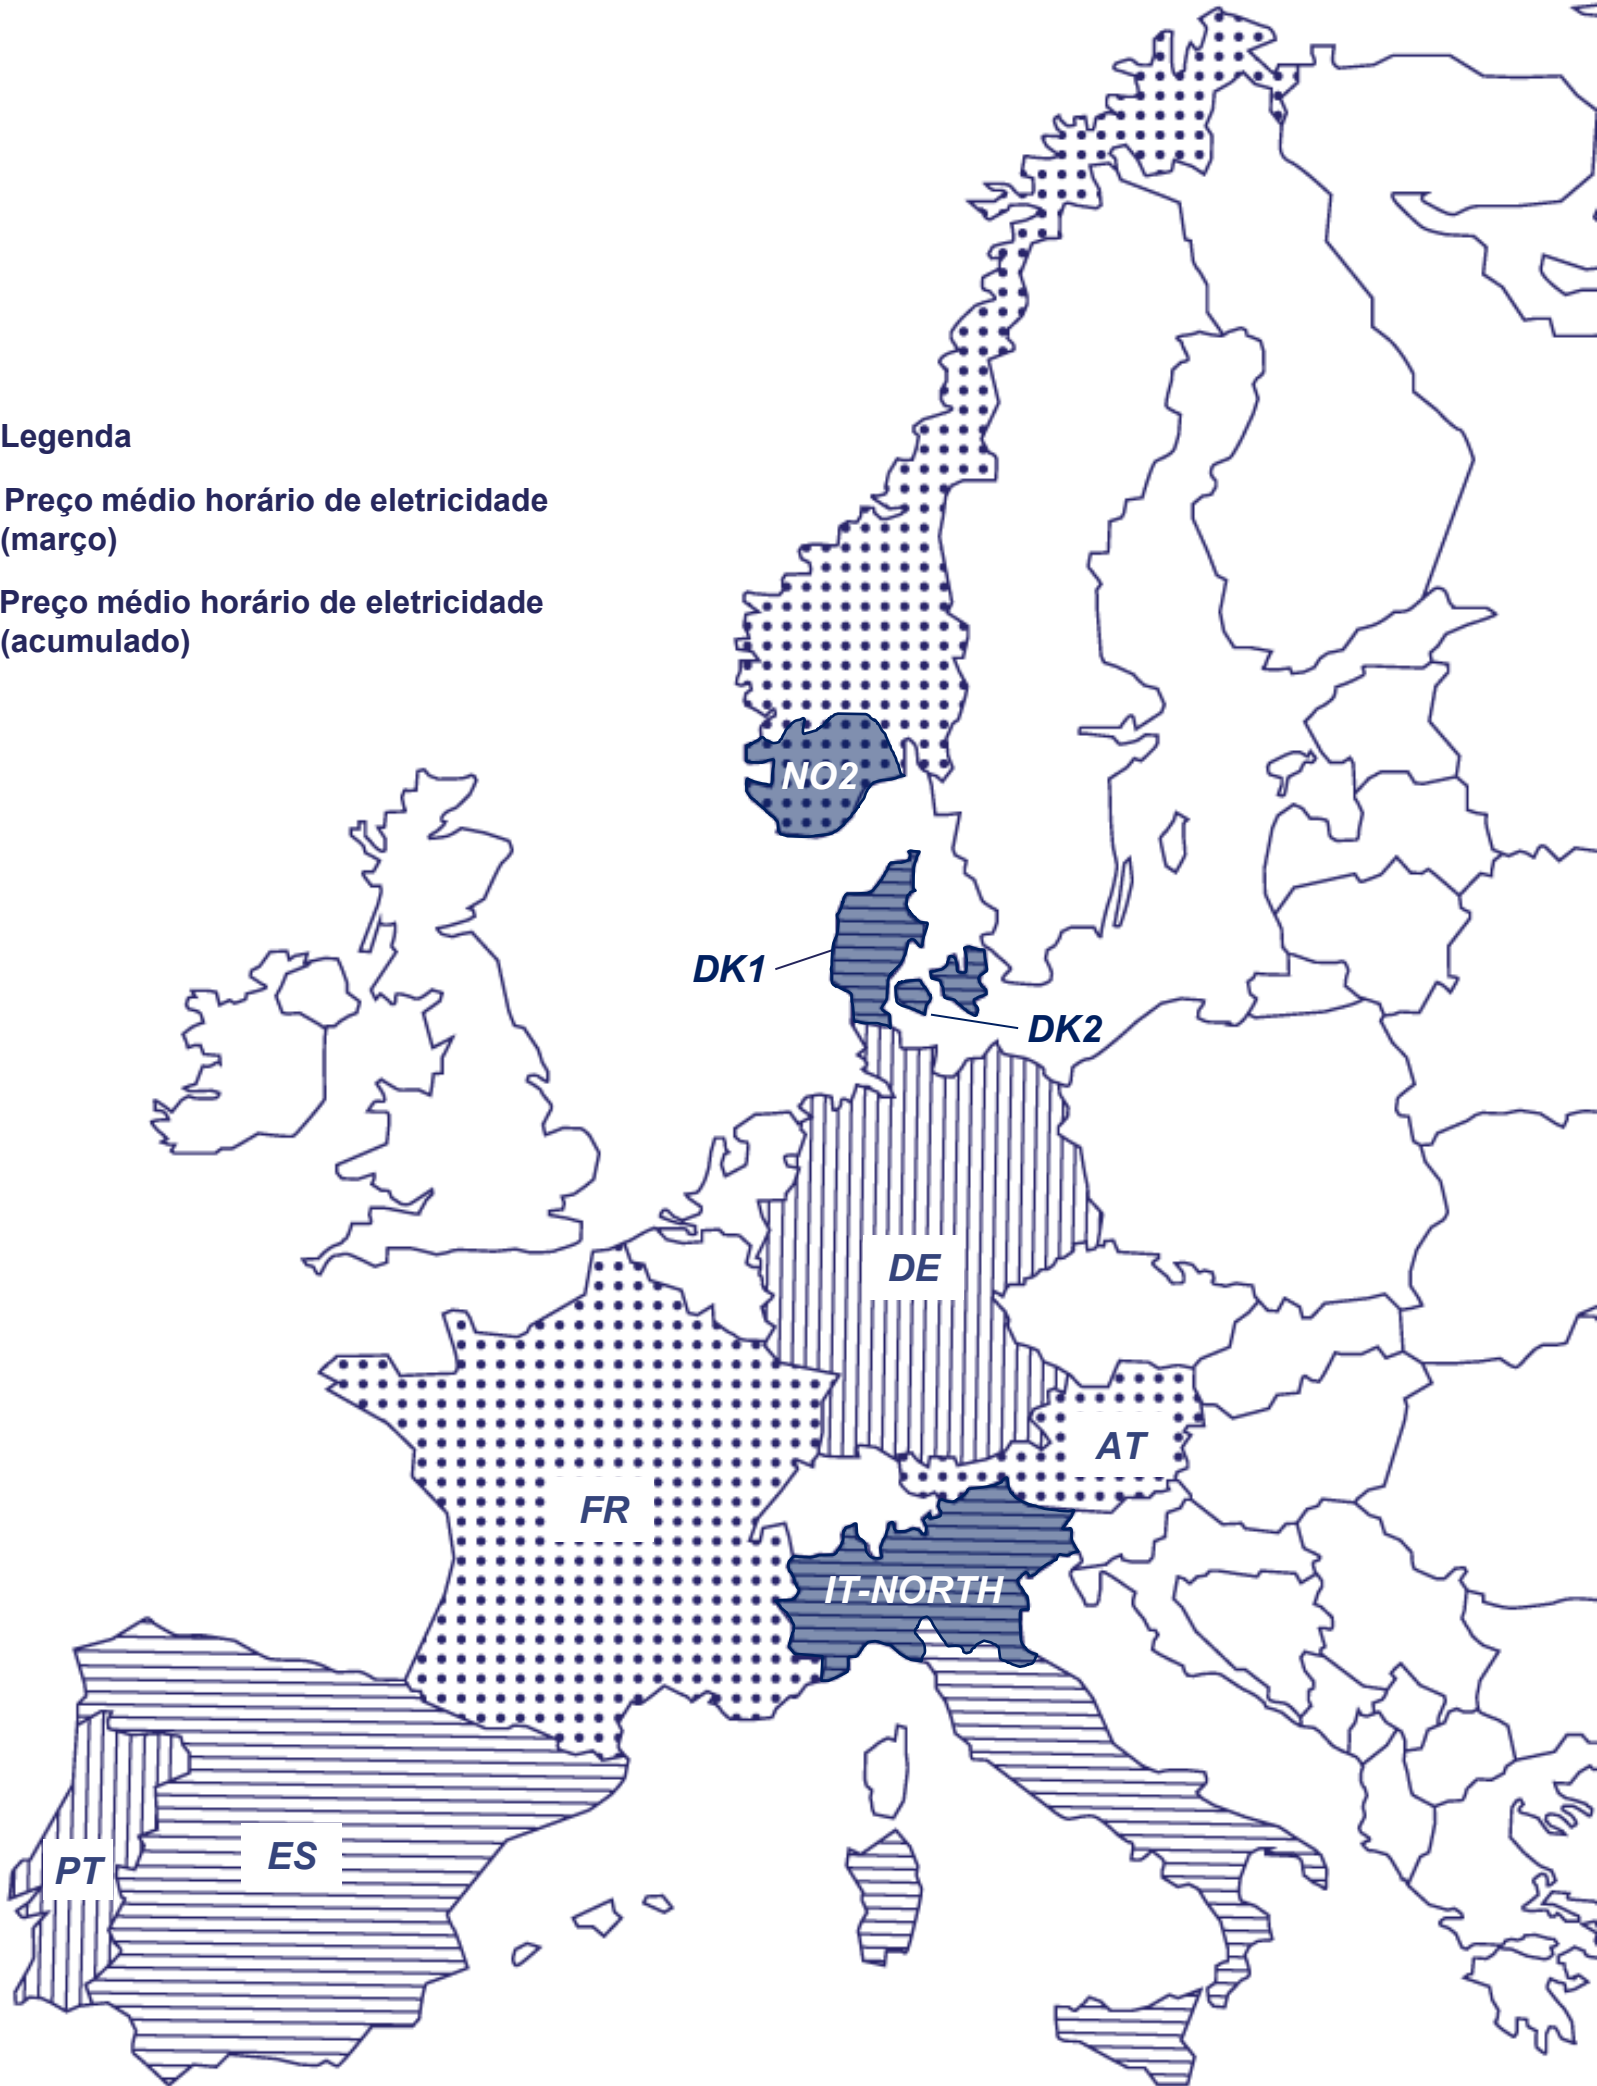 Legenda
Preço médio horário de eletricidade
(março)
Preço médio horário de eletricidade
(acumulado)
NO2
DK1
DK2
DE
AT
FR
IT-NORTH
ES
PT